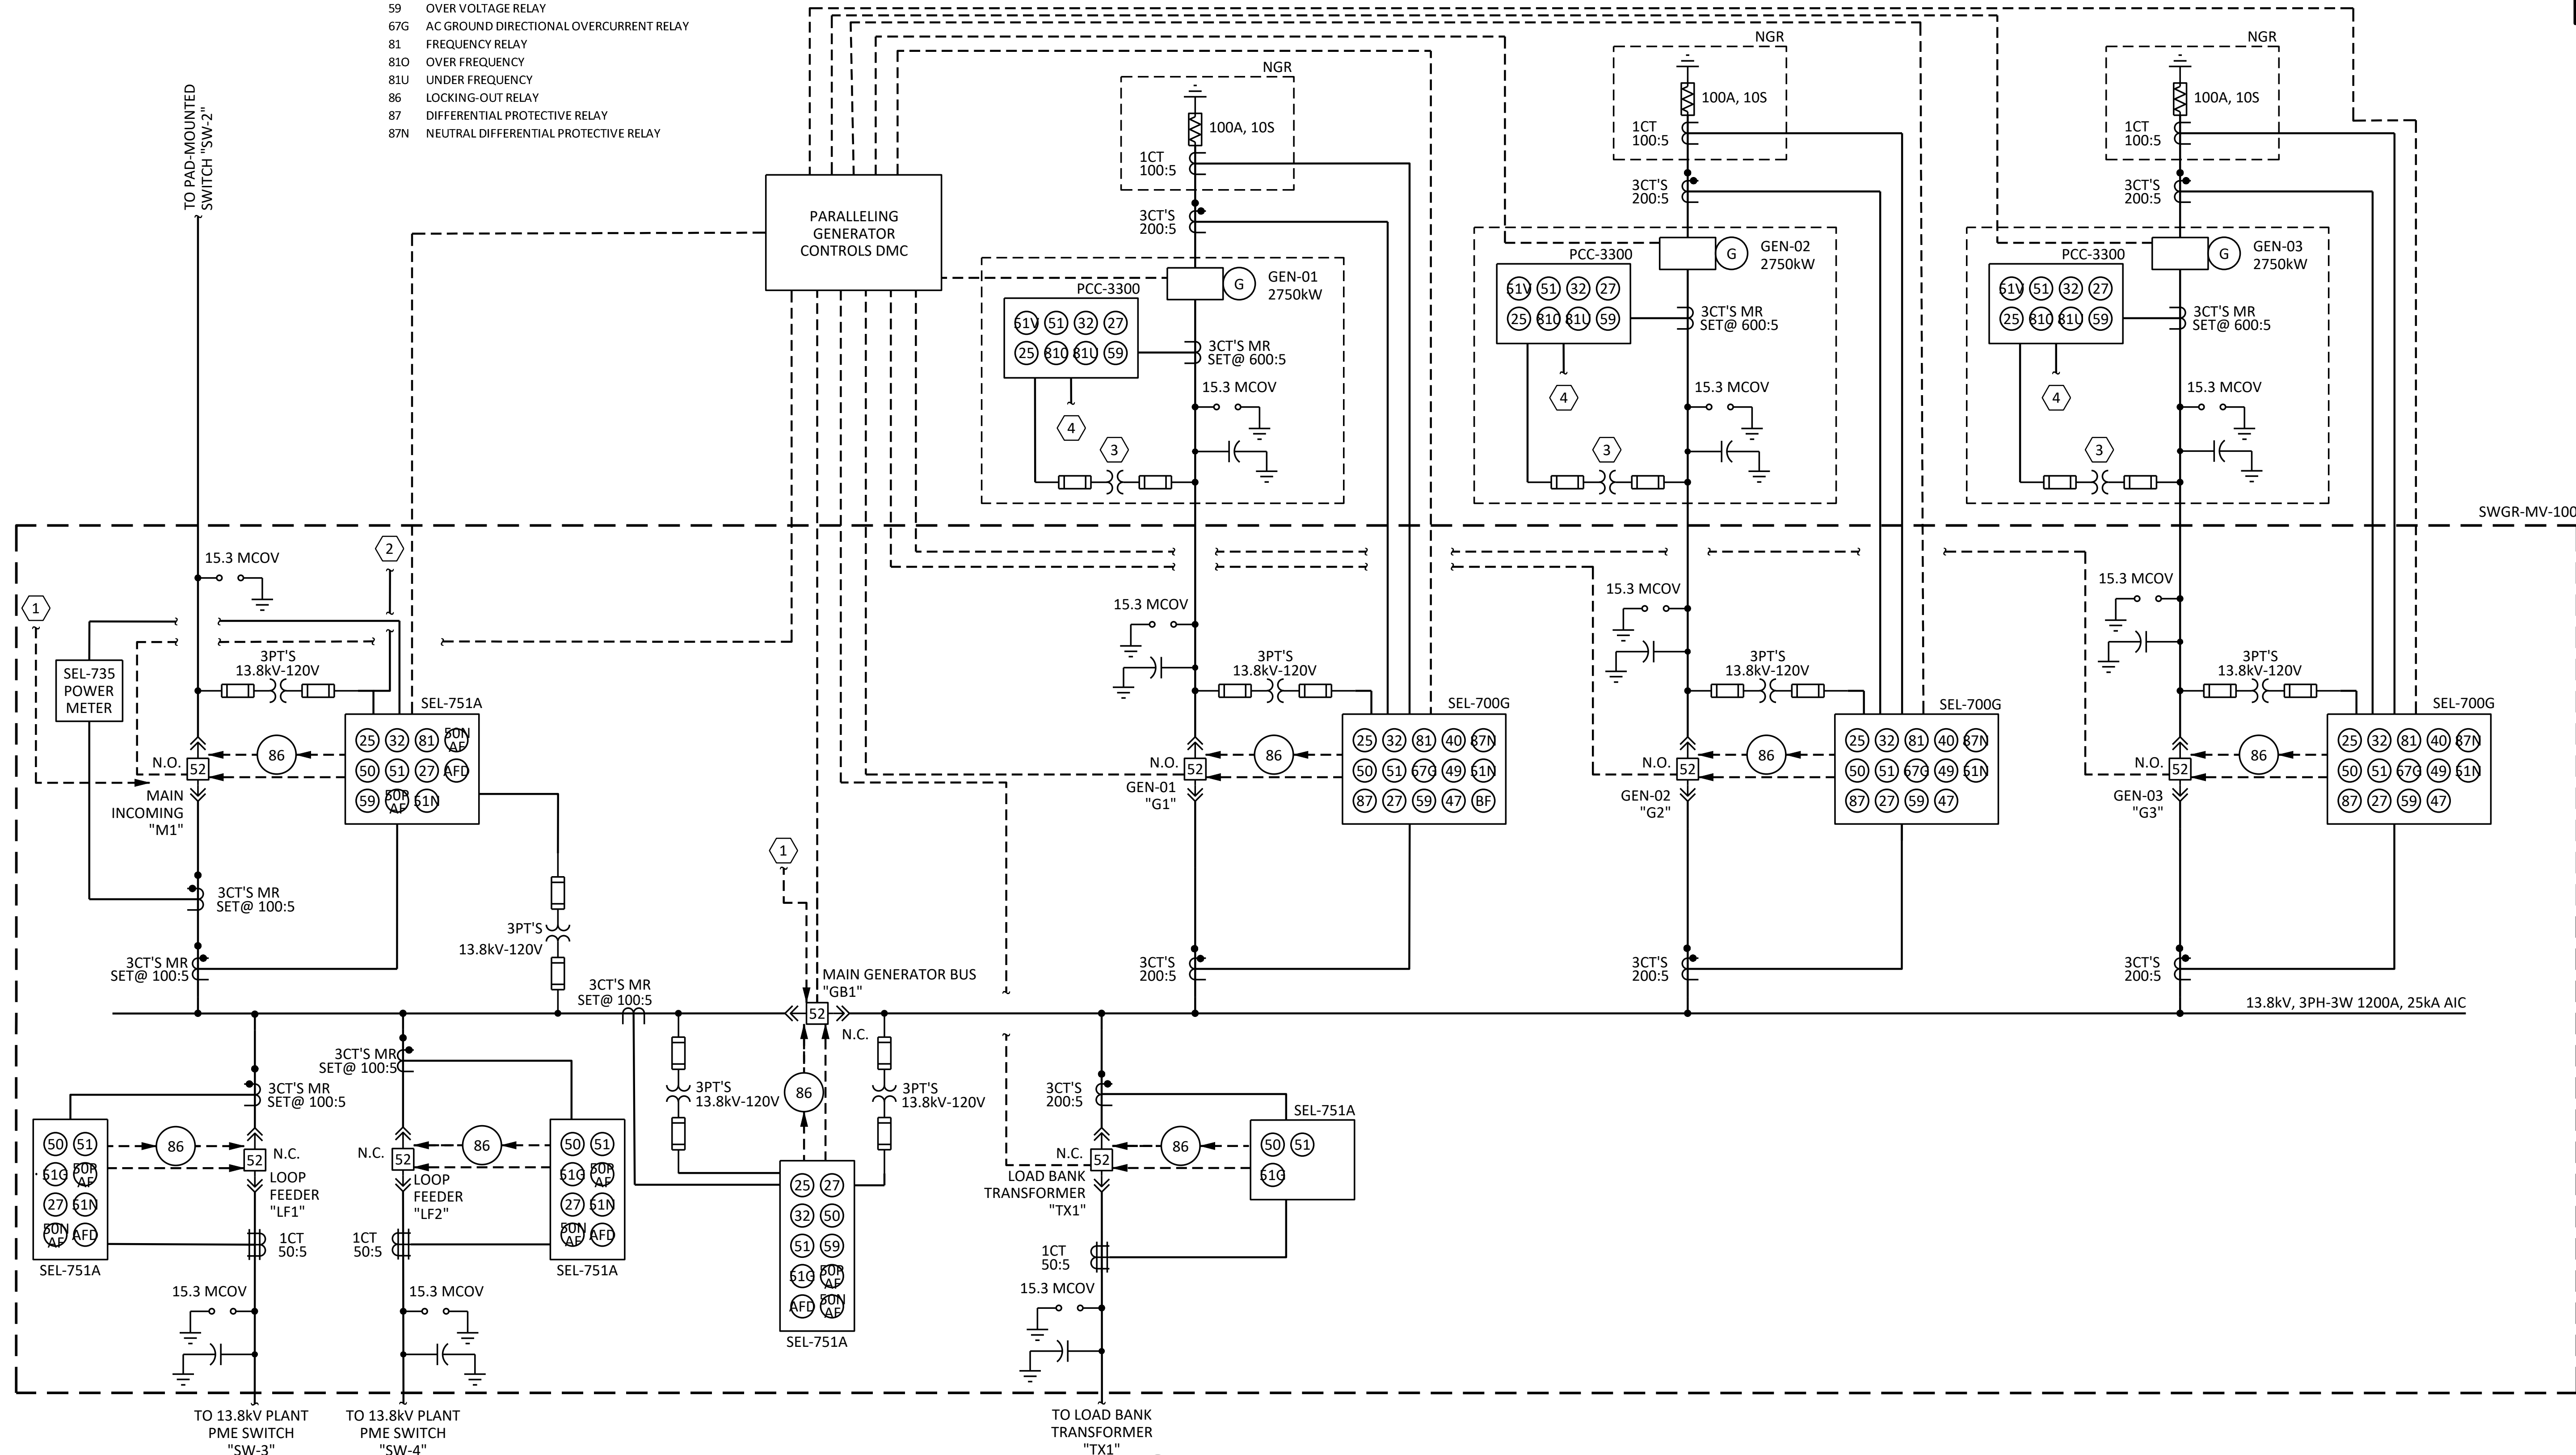 59 OVER VOLTAGE RELAY
67G AC GROUND DIRECTIONAL OVERCURRENT RELAY
81 FREQUENCY RELAY
81O OVER FREQUENCY
81U UNDER FREQUENCY
86 LOCKING-OUT RELAY
87 DIFFERENTIAL PROTECTIVE RELAY
87N NEUTRAL DIFFERENTIAL PROTECTIVE RELAY
TO PAD-MOUNTED
SWITCH "SW-2"
PARALLELING
GENERATOR
CONTROLS DMC
NGR
100A, 10S
1CT
100:5
3CT'S
200:5
GEN-01
2750kW
G
PCC-3300
51V 51 32 27
25 81O 81U 59
3CT'S MR
SET@ 600:5
15.3 MCOV
4
3
NGR
100A, 10S
1CT
100:5
3CT'S
200:5
GEN-02
2750kW
G
PCC-3300
51V 51 32 27
25 81O 81U 59
3CT'S MR
SET@ 600:5
15.3 MCOV
4
3
NGR
100A, 10S
1CT
100:5
3CT'S
200:5
GEN-03
2750kW
G
PCC-3300
51V 51 32 27
25 81O 81U 59
3CT'S MR
SET@ 600:5
15.3 MCOV
4
3
SWGR-MV-100
1
15.3 MCOV
2
SEL-735
POWER
METER
3PT'S
13.8kV-120V
SEL-751A
25 32 81 50N AF
50 51 27 AFD
59 50P AF 51N
86
N.O.
52
MAIN
INCOMING
"M1"
3CT'S MR
SET@ 100:5
3CT'S MR
SET@ 100:5
3PT'S
13.8kV-120V
15.3 MCOV
3PT'S
13.8kV-120V
SEL-700G
25 32 81 40 87N
50 51 67G 49 51N
87 27 59 47 BF
86
N.O.
52
GEN-01
"G1"
3CT'S
200:5
15.3 MCOV
3PT'S
13.8kV-120V
SEL-700G
25 32 81 40 87N
50 51 67G 49 51N
87 27 59 47
86
N.O.
52
GEN-02
"G2"
3CT'S
200:5
15.3 MCOV
3PT'S
13.8kV-120V
SEL-700G
25 32 81 40 87N
50 51 67G 49 51N
87 27 59 47
86
N.O.
52
GEN-03
"G3"
3CT'S
200:5
13.8kV, 3PH-3W 1200A, 25kA AIC
1
MAIN GENERATOR BUS
"GB1"
52
N.C.
3CT'S MR
SET@ 100:5
3PT'S
13.8kV-120V
86
3PT'S
13.8kV-120V
25 27
32 50
51 59
51G 50P AF
AFD 50N AF
SEL-751A
3CT'S MR
SET@ 100:5
50 51
51G 50P AF
27 51N
50N AF AFD
SEL-751A
86
52
N.C.
LOOP
FEEDER
"LF1"
1CT
50:5
15.3 MCOV
TO 13.8kV PLANT
PME SWITCH
"SW-3"
3CT'S MR
SET@ 100:5
N.C.
52
86
LOOP
FEEDER
"LF2"
50 51
51G 50P AF
27 51N
50N AF AFD
SEL-751A
1CT
50:5
15.3 MCOV
TO 13.8kV PLANT
PME SWITCH
"SW-4"
3CT'S
200:5
SEL-751A
50 51
51G
86
N.C.
52
LOAD BANK
TRANSFORMER
"TX1"
1CT
50:5
15.3 MCOV
TO LOAD BANK
TRANSFORMER
"TX1"